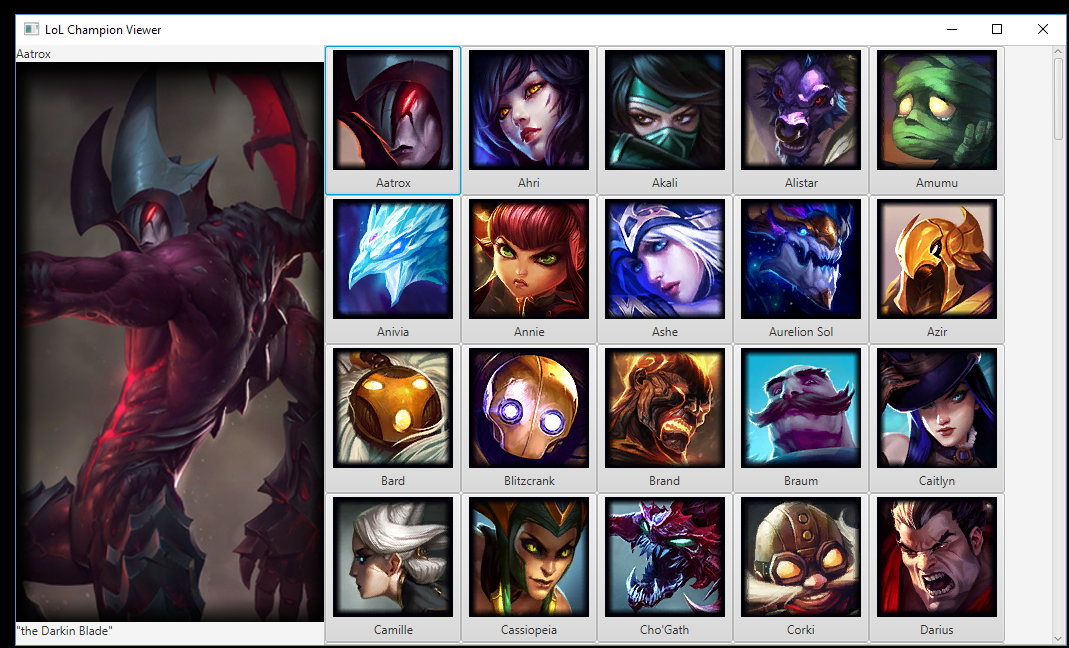 LoL Champion Viewer
Aatrox
"the Darkin Blade"
Aatrox
Ahri
Akali
Alistar
Amumu
Anivia
Annie
Ashe
Aurelion Sol
Azir
Bard
Blitzcrank
Brand
Braum
Caitlyn
Camille
Cassiopeia
Cho'Gath
Corki
Darius